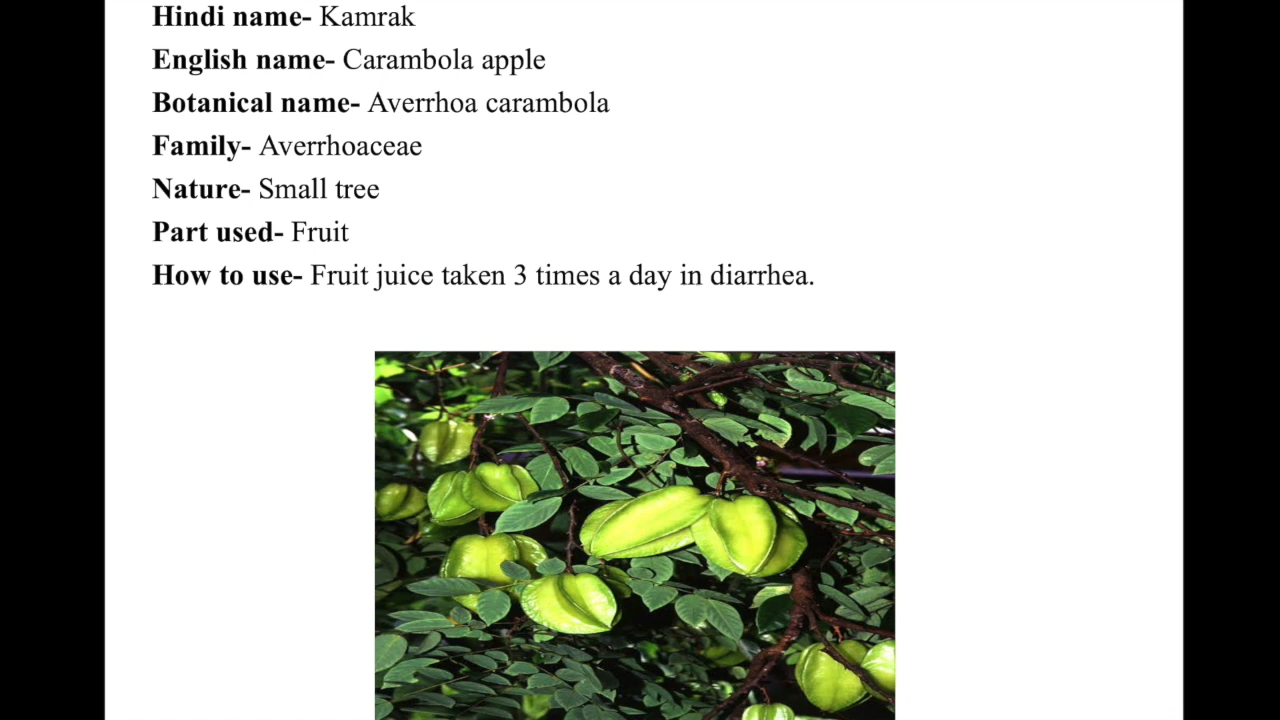 Hindi name- Kamrak
English name- Carambola apple
Botanical name- Averrhoa carambola
Family- Averrhoaceae
Nature- Small tree
Part used- Fruit
How to use- Fruit juice taken 3 times a day in diarrhea.